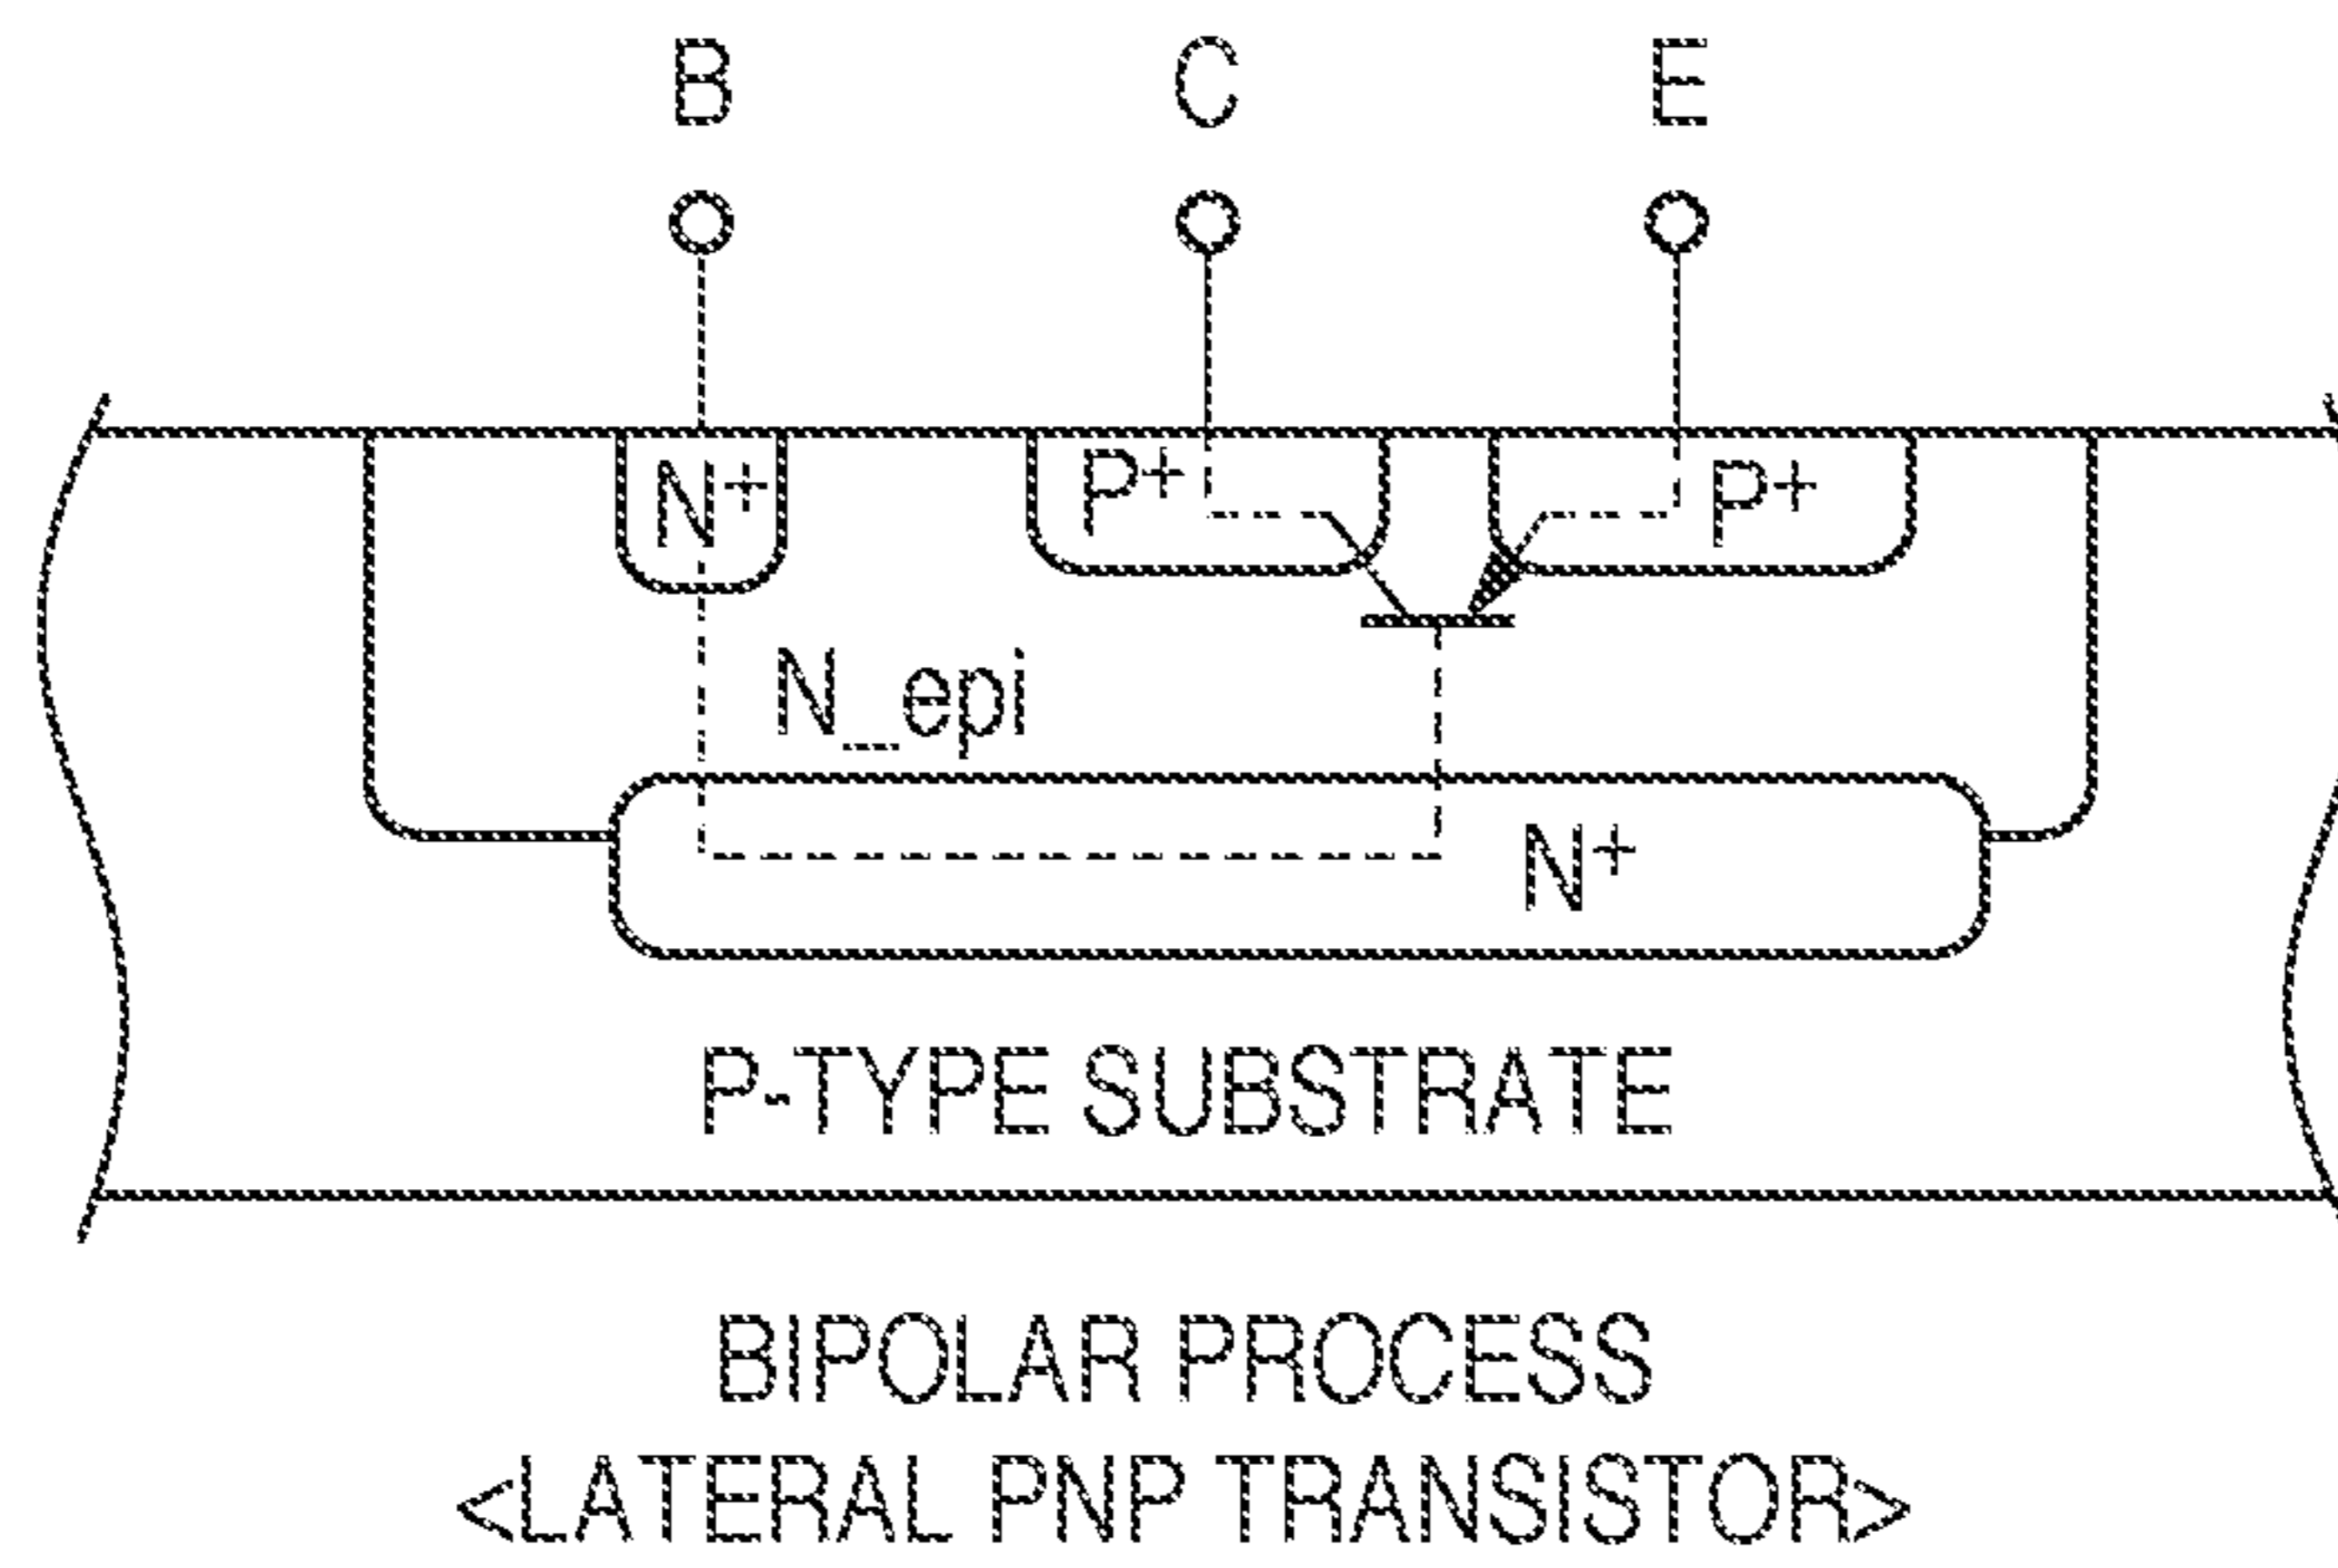 B C E
N+ P+ P+
N_epi
N+
P-TYPE SUBSTRATE
BIPOLAR PROCESS
<LATERAL PNP TRANSISTOR>